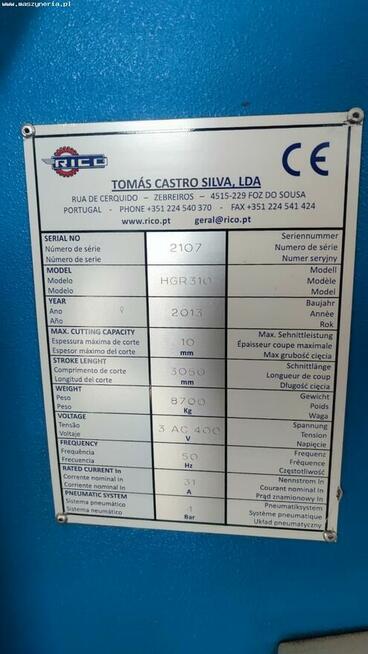 www.maszyneria.pl
RICO
CE
TOMÁS CASTRO SILVA, LDA
RUA DE CERQUIDO – ZEBREIROS – 4515-229 FOZ DO SOUSA
PORTUGAL - PHONE +351 224 540 370 - FAX +351 224 541 424
www.rico.pt geral@rico.pt
SERIAL NO
Número de série
Numero de serie
2107
Seriennummer
Numero de série
Numer seryjny
MODEL
Modelo
Modelo
HGR310
Modell
Modèle
Model
YEAR
Ano
Año
2013
Baujahr
Année
Rok
MAX. CUTTING CAPACITY
Espessura máxima de corte
Espesor máximo de corte
10
mm
Max. Sehnittleistung
Épaisseur coupe maximale
Max grubość cięcia
STROKE LENGHT
Comprimento de corte
Longitud del corte
3050
mm
Schnittlänge
Longueur de coup
Długość cięcia
WEIGHT
Peso
Peso
8700
Kg
Gewicht
Poids
Waga
VOLTAGE
Tensão
Voltaje
3 AC 400
V
Spannung
Tension
Napięcie
FREQUENCY
Frequência
Frecuencia
50
Hz
Frequenz
Fréquence
Częstotliwość
RATED CURRENT In
Corrente nominal In
Corriente nominal In
31
A
Nennstrom In
Courant nominal In
Prąd znamionowy In
PNEUMATIC SYSTEM
Sistema pneumático
Sistema neumático
4
Bar
Pneumatiksystem
Système pneumatique
Układ pneumatyczny